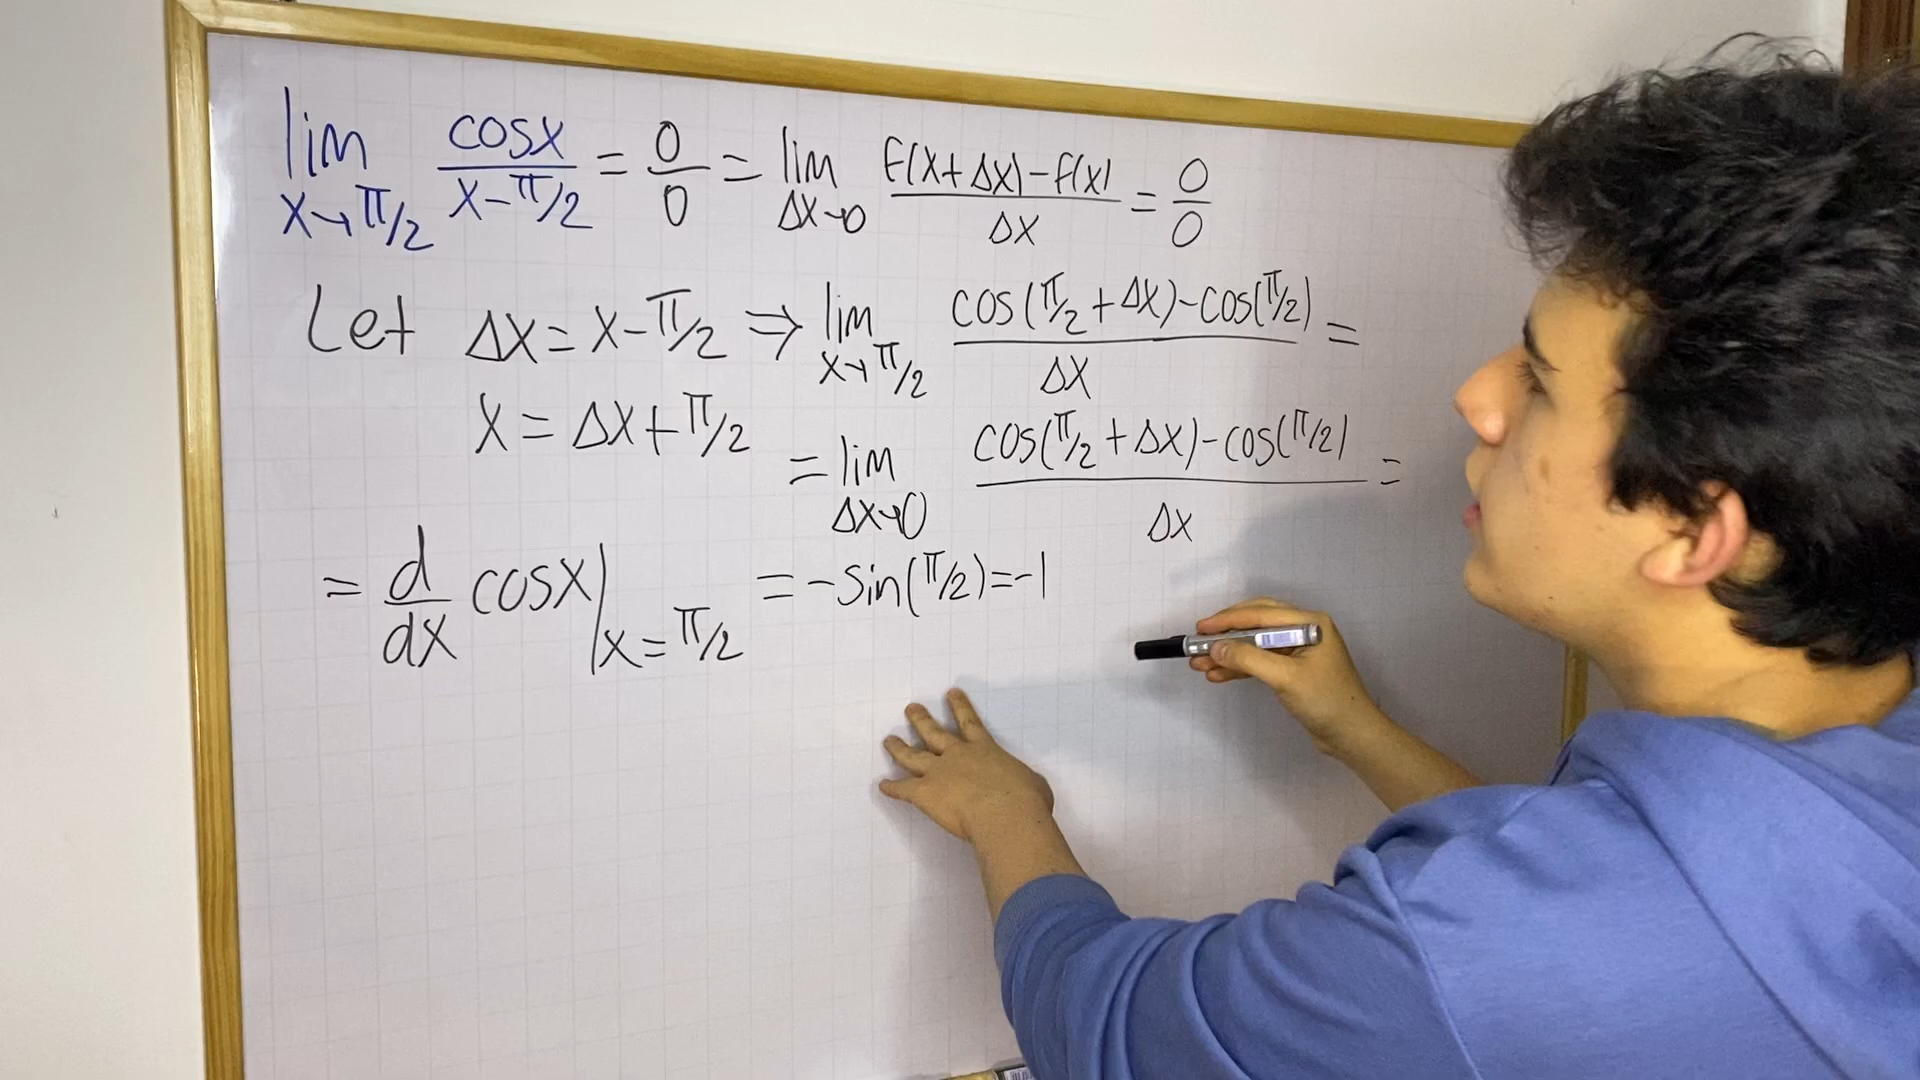 lim x→π/2 cosx/(x-π/2) = 0/0 = lim Δx→0 (f(x+Δx)-f(x))/Δx = 0/0
Let Δx = x-π/2 ⇒ lim x→π/2 (cos(π/2+Δx)-cos(π/2))/Δx =
x = Δx+π/2
= lim Δx→0 (cos(π/2+Δx)-cos(π/2))/Δx =
= d/dx cosx|x=π/2 = -sin(π/2)=-1